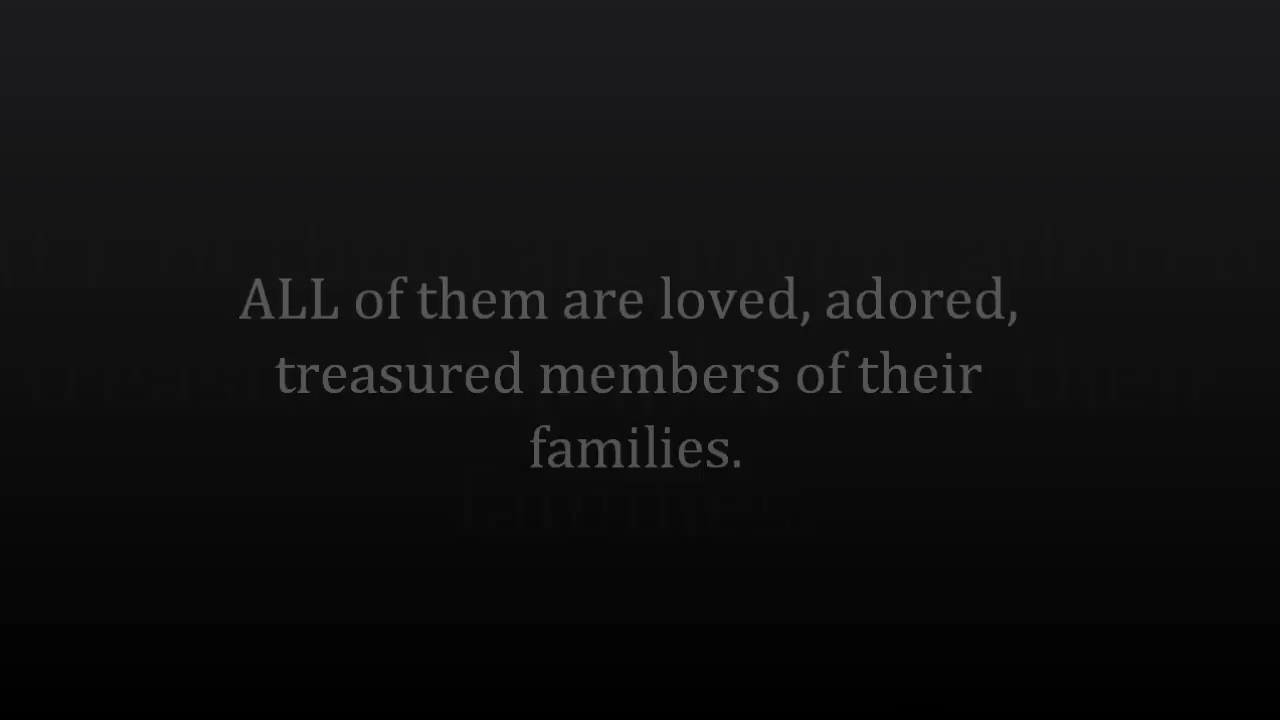 ALL of them are loved, adored,
treasured members of their
families.